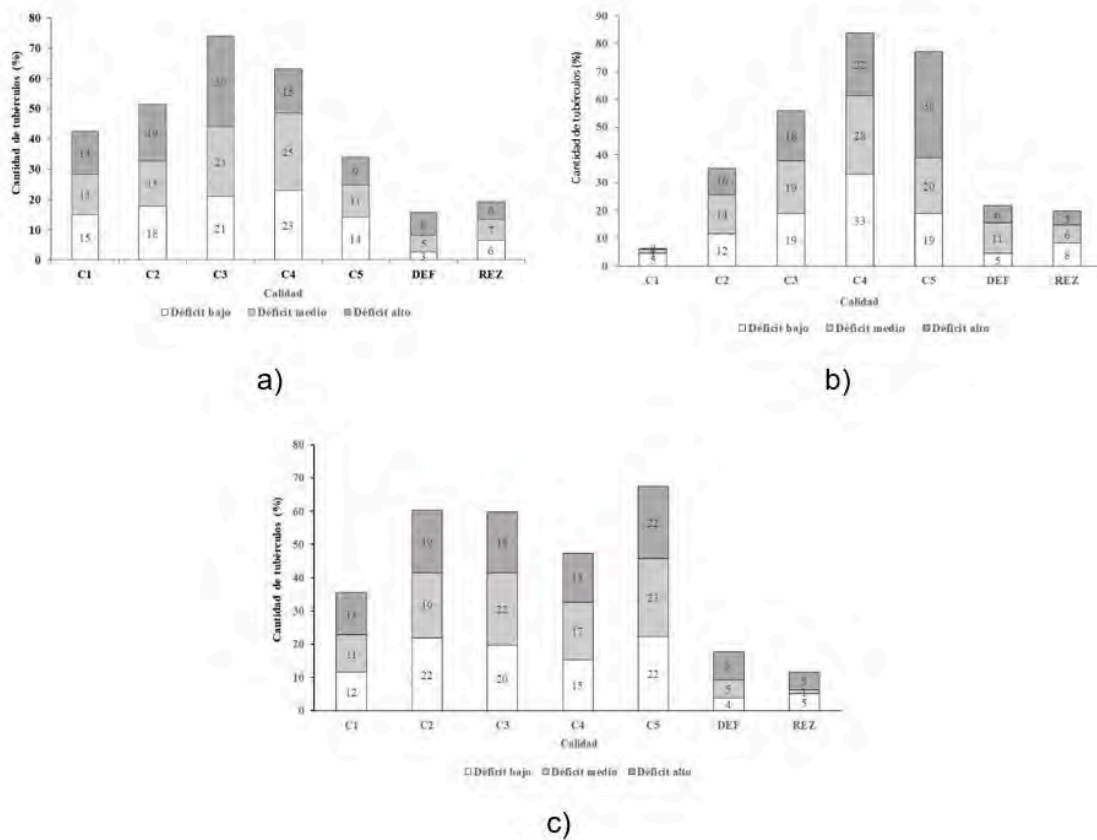 Cantidad de tubérculos (%)
80
70
60
50
40
30
20
10
0
14 19 30 15 9 8 6
13 15 23 25 11 5 7
15 18 21 23 14 3 6
C1 C2 C3 C4 C5 DEF REZ
Calidad
Déficit bajo Déficit medio Déficit alto
a)
Cantidad de tubérculos (%)
90
80
70
60
50
40
30
20
10
0
10 18 22 38 6 5
14 19 28 20 11 6
12 19 33 19 5 8
C1 C2 C3 C4 C5 DEF REZ
Calidad
Déficit bajo Déficit medio Déficit alto
b)
Cantidad de tubérculos (%)
80
70
60
50
40
30
20
10
0
13 19 18 15 22 8 5
11 19 22 17 23 5 1
12 22 20 15 22 4 5
C1 C2 C3 C4 C5 DEF REZ
Calidad
Déficit bajo Déficit medio Déficit alto
c)